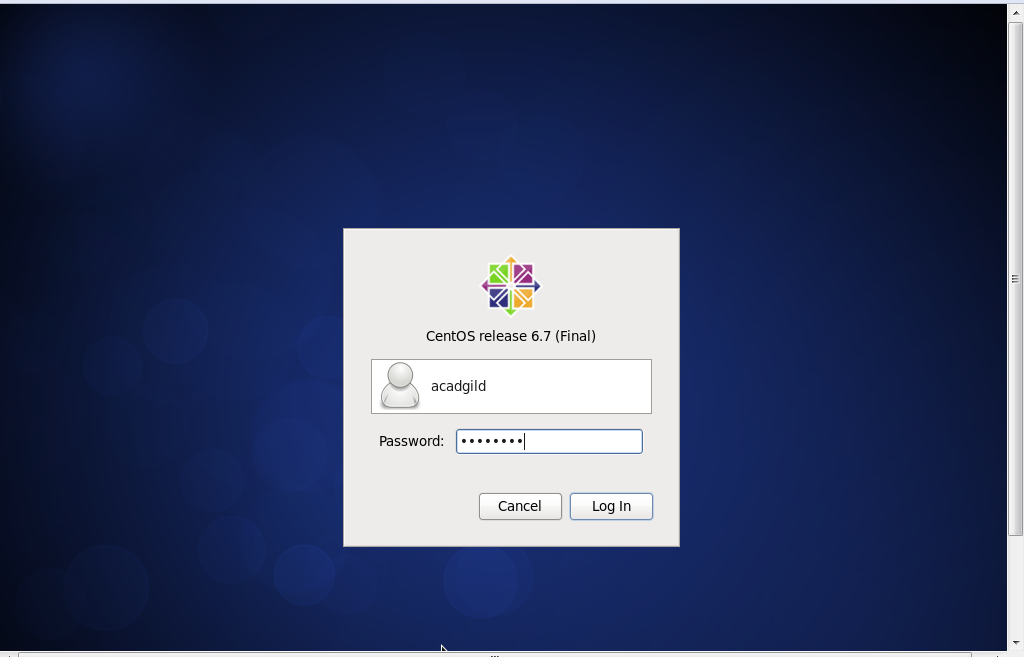 CentOS release 6.7 (Final)
acadgild
Password: ••••••••
Cancel Log In